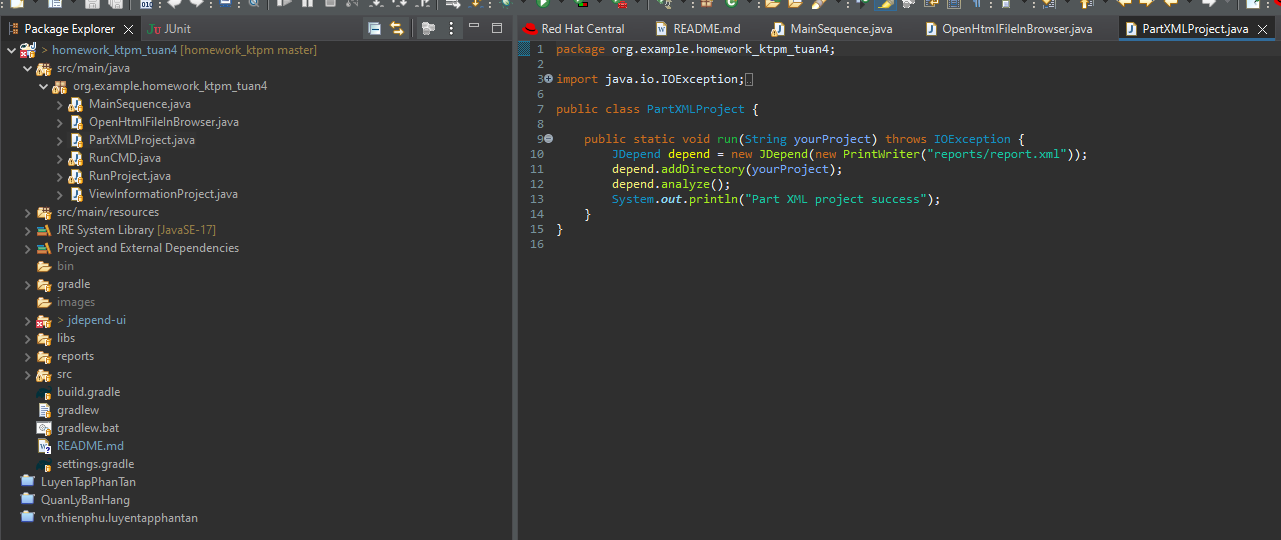 Package Explorer
JUnit
homework_ktpm_tuan4 [homework_ktpm master]
src/main/java
org.example.homework_ktpm_tuan4
MainSequence.java
OpenHtmlFileInBrowser.java
PartXMLProject.java
RunCMD.java
RunProject.java
ViewInformationProject.java
src/main/resources
JRE System Library [JavaSE-17]
Project and External Dependencies
bin
gradle
images
> jdepend-ui
libs
reports
src
build.gradle
gradlew
gradlew.bat
README.md
settings.gradle
LuyenTapPhanTan
QuanLyBanHang
vn.thienphu.luyentapphantan
Red Hat Central
README.md
MainSequence.java
OpenHtmlFileInBrowser.java
PartXMLProject.java
1 package org.example.homework_ktpm_tuan4;
2
3 import java.io.IOException;
7 public class PartXMLProject {
8
9 public static void run(String yourProject) throws IOException {
10 JDepend depend = new JDepend(new PrintWriter("reports/report.xml"));
11 depend.addDirectory(yourProject);
12 depend.analyze();
13 System.out.println("Part XML project success");
14 }
15 }
16